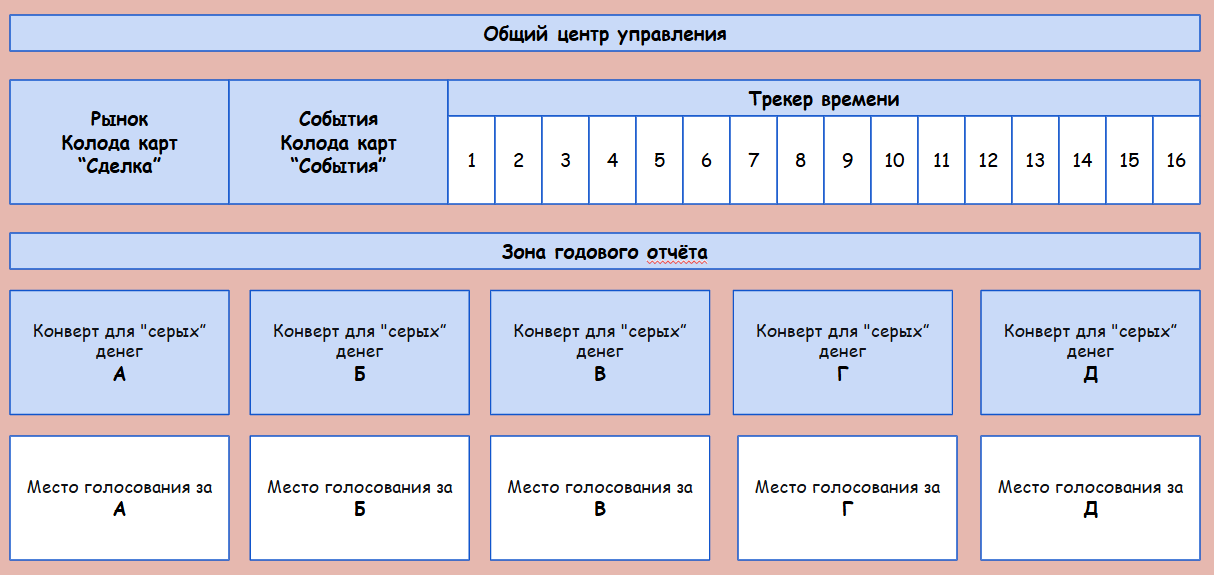 Общий центр управления
Рынок
Колода карт
“Сделка”
События
Колода карт
“События”
Трекер времени
1 2 3 4 5 6 7 8 9 10 11 12 13 14 15 16
Зона годового отчёта
Конверт для "серых”
денег
А
Конверт для "серых”
денег
Б
Конверт для "серых”
денег
В
Конверт для "серых”
денег
Г
Конверт для "серых”
денег
Д
Место голосования за
А
Место голосования за
Б
Место голосования за
В
Место голосования за
Г
Место голосования за
Д